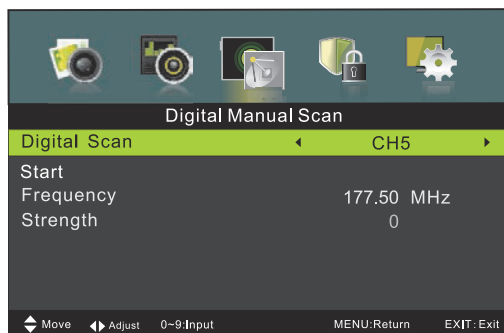 Digital Manual Scan
Digital Scan CH5
Start
Frequency 177.50 MHz
Strength 0
Move Adjust 0~9:Input MENU:Return EXIT:Exit